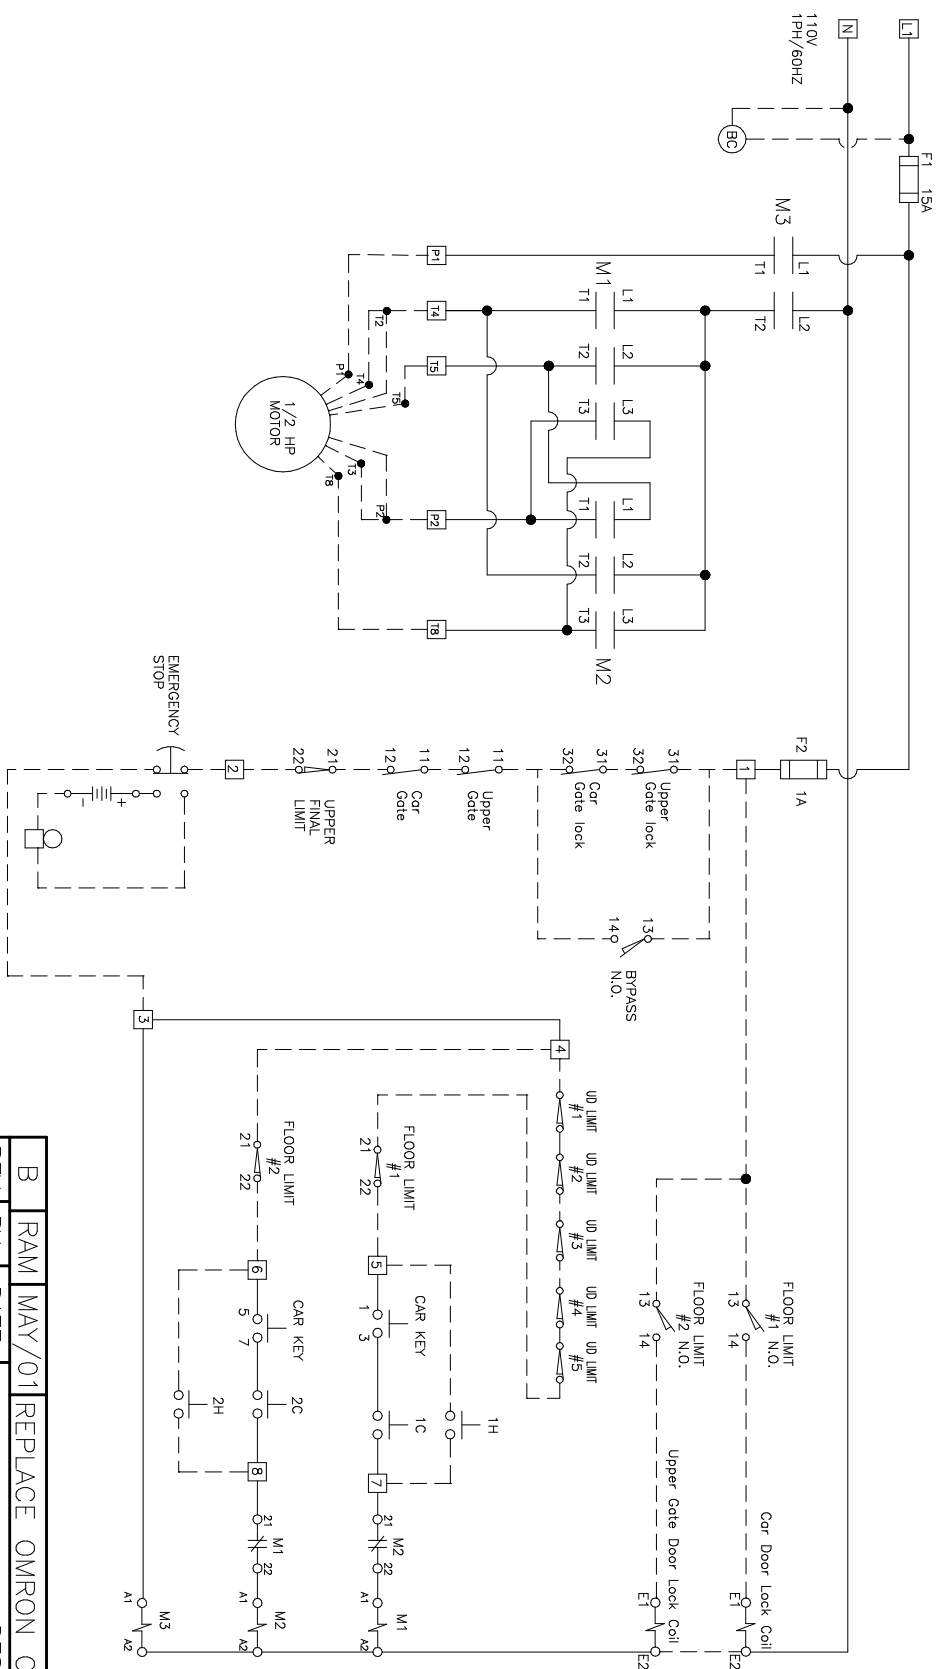 L1
N
110V
1PH/60HZ
BC
F1
15A
M3
L1
T1
L2
T2
M1
L1
T1
L2
T2
L3
T3
L1
T1
L2
T2
L3
T3
M2
P1
T4
T5
P2
T8
T2
P1
T4
T5
1/2 HP
MOTOR
P2
T3
T8
F2
1A
1
31
32
Upper
Gate lock
31
32
Car
Gate lock
11
12
Upper
Gate
11
12
Car
Gate
21
22
UPPER
FINAL
LIMIT
2
EMERGENCY
STOP
+
-
13
14
BYPASS
N.O.
3
4
UD LIMIT
#1
UD LIMIT
#2
UD LIMIT
#3
UD LIMIT
#4
UD LIMIT
#5
FLOOR LIMIT
#1 N.O.
13
14
Car Door Lock Coil
E1
E2
FLOOR LIMIT
#2 N.O.
13
14
Upper Gate Door Lock Coil
E1
E2
FLOOR LIMIT
#1
21
22
5
CAR KEY
1
3
1H
1C
7
M2
21
22
M1
A1
A2
FLOOR LIMIT
#2
21
22
6
CAR KEY
5
7
2C
2H
8
M1
21
22
M2
A1
A2
M3
A1
A2
B RAM MAY/01 REPLACE OMRON